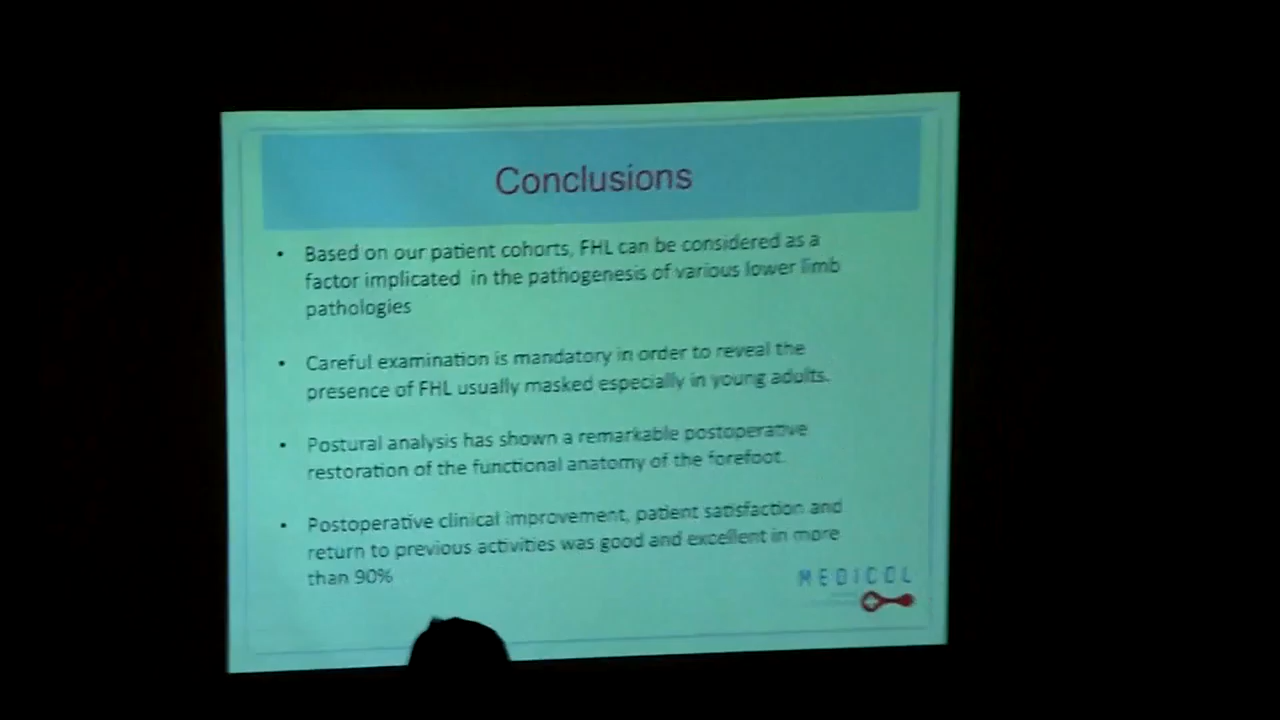 Conclusions
• Based on our patient cohorts, FHL can be considered as a
factor implicated in the pathogenesis of various lower limb
pathologies
• Careful examination is mandatory in order to reveal the
presence of FHL usually masked especially in young adults.
• Postural analysis has shown a remarkable postoperative
restoration of the functional anatomy of the forefoot.
• Postoperative clinical improvement, patient satisfaction and
return to previous activities was good and excellent in more
than 90%
MEDICOL